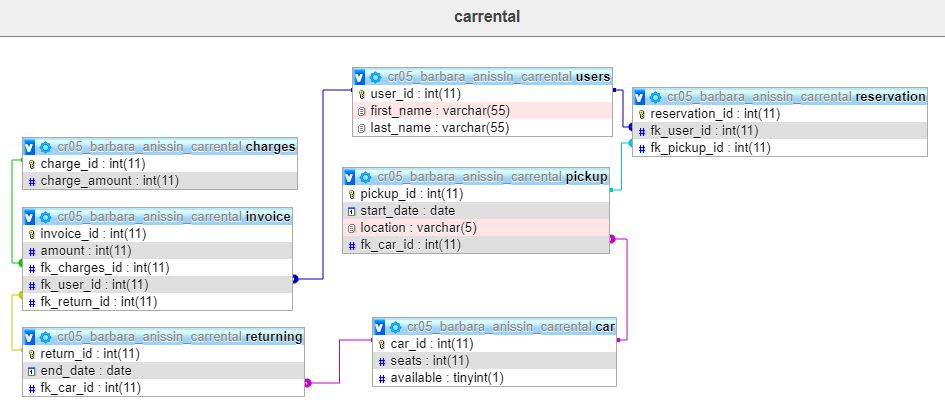 carrental
cr05_barbara_anissin_carrental users
user_id : int(11)
first_name : varchar(55)
last_name : varchar(55)
cr05_barbara_anissin_carrental reservation
reservation_id : int(11)
fk_user_id : int(11)
fk_pickup_id : int(11)
cr05_barbara_anissin_carrental charges
charge_id : int(11)
charge_amount : int(11)
cr05_barbara_anissin_carrental pickup
pickup_id : int(11)
start_date : date
location : varchar(5)
fk_car_id : int(11)
cr05_barbara_anissin_carrental invoice
invoice_id : int(11)
amount : int(11)
fk_charges_id : int(11)
fk_user_id : int(11)
fk_return_id : int(11)
cr05_barbara_anissin_carrental returning
return_id : int(11)
end_date : date
fk_car_id : int(11)
cr05_barbara_anissin_carrental car
car_id : int(11)
seats : int(11)
available : tinyint(1)